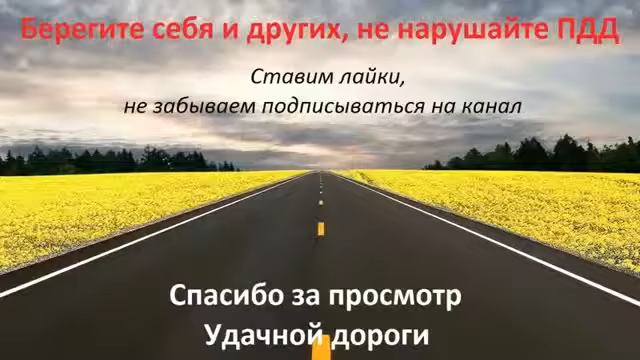 Берегите себя и других, не нарушайте ПДД
Ставим лайки,
не забываем подписываться на канал
Спасибо за просмотр
Удачной дороги